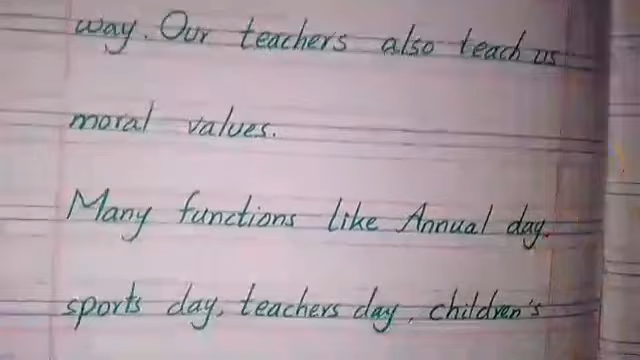 way. Our teachers also teach us
moral values.
Many functions like Annual day,
sports day, teachers day, children's